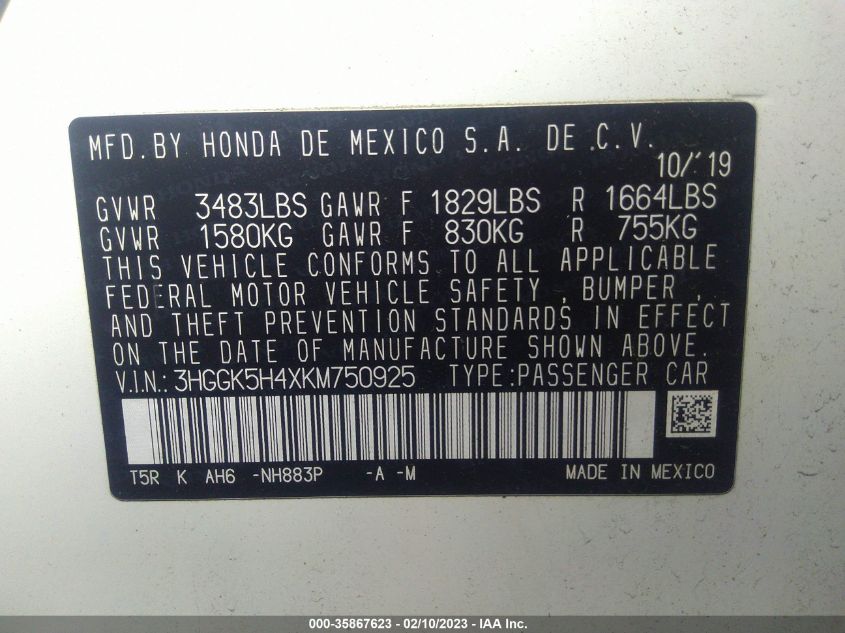 MFD. BY HONDA DE MEXICO S.A. DE .C.V.
10/'19
GVWR 3483LBS GAWR F 1829LBS R 1664LBS
GVWR 1580KG GAWR F 830KG R 755KG
THIS VEHICLE CONFORMS TO ALL APPLICABLE
FEDERAL MOTOR VEHICLE SAFETY , BUMPER ,
AND THEFT PREVENTION STANDARDS IN EFFECT
ON THE DATE OF MANUFACTURE SHOWN ABOVE.
V.I.N.: 3HGGK5H4XKM750925 TYPE:PASSENGER CAR
T5R K AH6 -NH883P -A -M MADE IN MEXICO
000-35867623 - 02/10/2023 - IAA Inc.